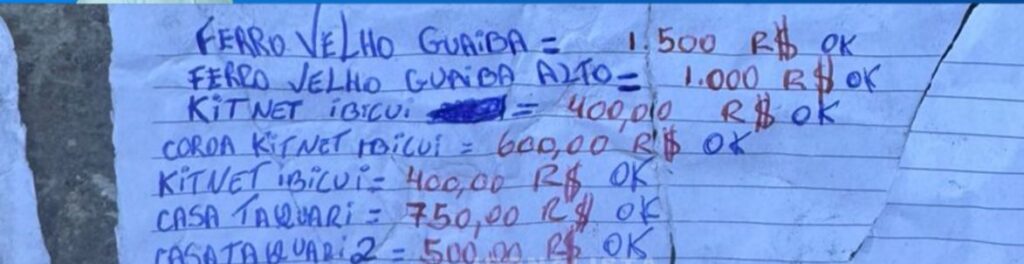 FERRO VELHO GUAIBA = 1.500 R$ OK
FERRO VELHO GUAIBA ALTO = 1.000 R$ OK
KITNET IBICUI = 400,00 R$ OK
COROA KITNET IBICUI = 600,00 R$ OK
KITNET IBICUI = 400,00 R$ OK
CASA TAQUARI = 750,00 R$ OK
CASA TAQUARI 2 = 500,00 R$ OK